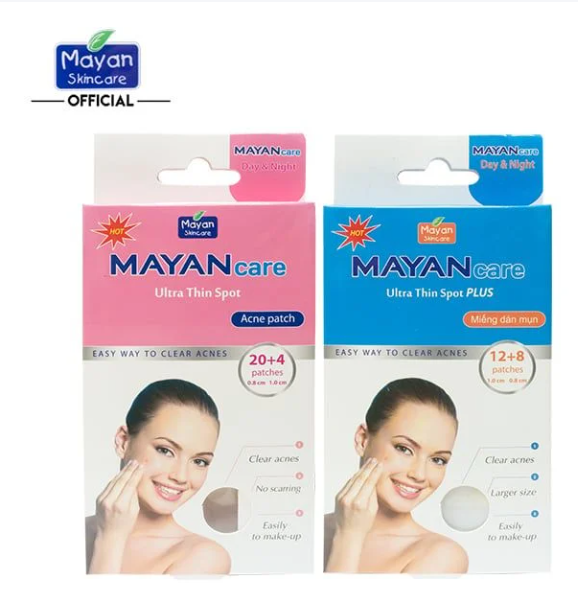 Mayan
Skincare
OFFICIAL
MAYANcare
Day & Night
HOT
Mayan
Skincare
MAYANcare
Ultra Thin Spot
Acne patch
EASY WAY TO CLEAR ACNES
20+4
patches
0.8 cm 1.0 cm
Clear acnes
No scarring
Easily
to make-up
MAYANcare
Day & Night
HOT
Mayan
Skincare
MAYANcare
Ultra Thin Spot PLUS
Miếng dán mụn
EASY WAY TO CLEAR ACNES
12+8
patches
1.0 cm 0.8 cm
Clear acnes
Larger size
Easily
to make-up